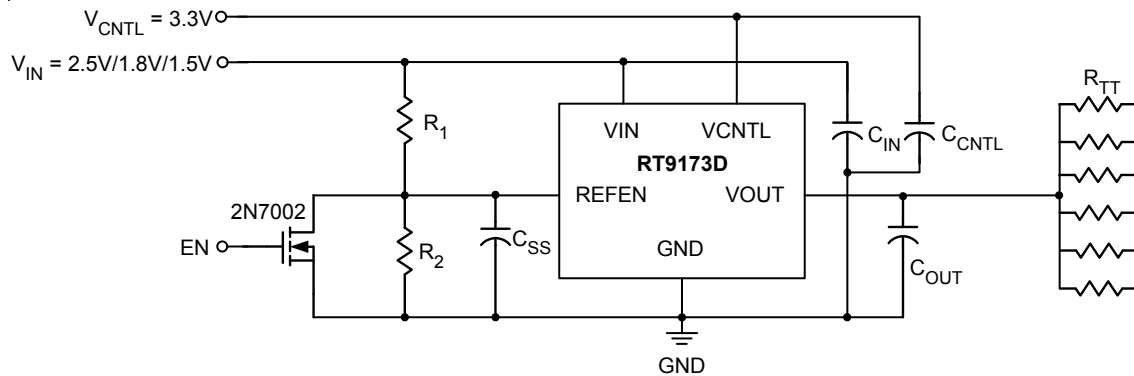 V_CNTL = 3.3V
V_IN = 2.5V/1.8V/1.5V
R_TT
R_1
VIN VCNTL
C_IN C_CNTL
RT9173D
REFEN VOUT
2N7002
EN
R_2
C_SS
GND
C_OUT
GND